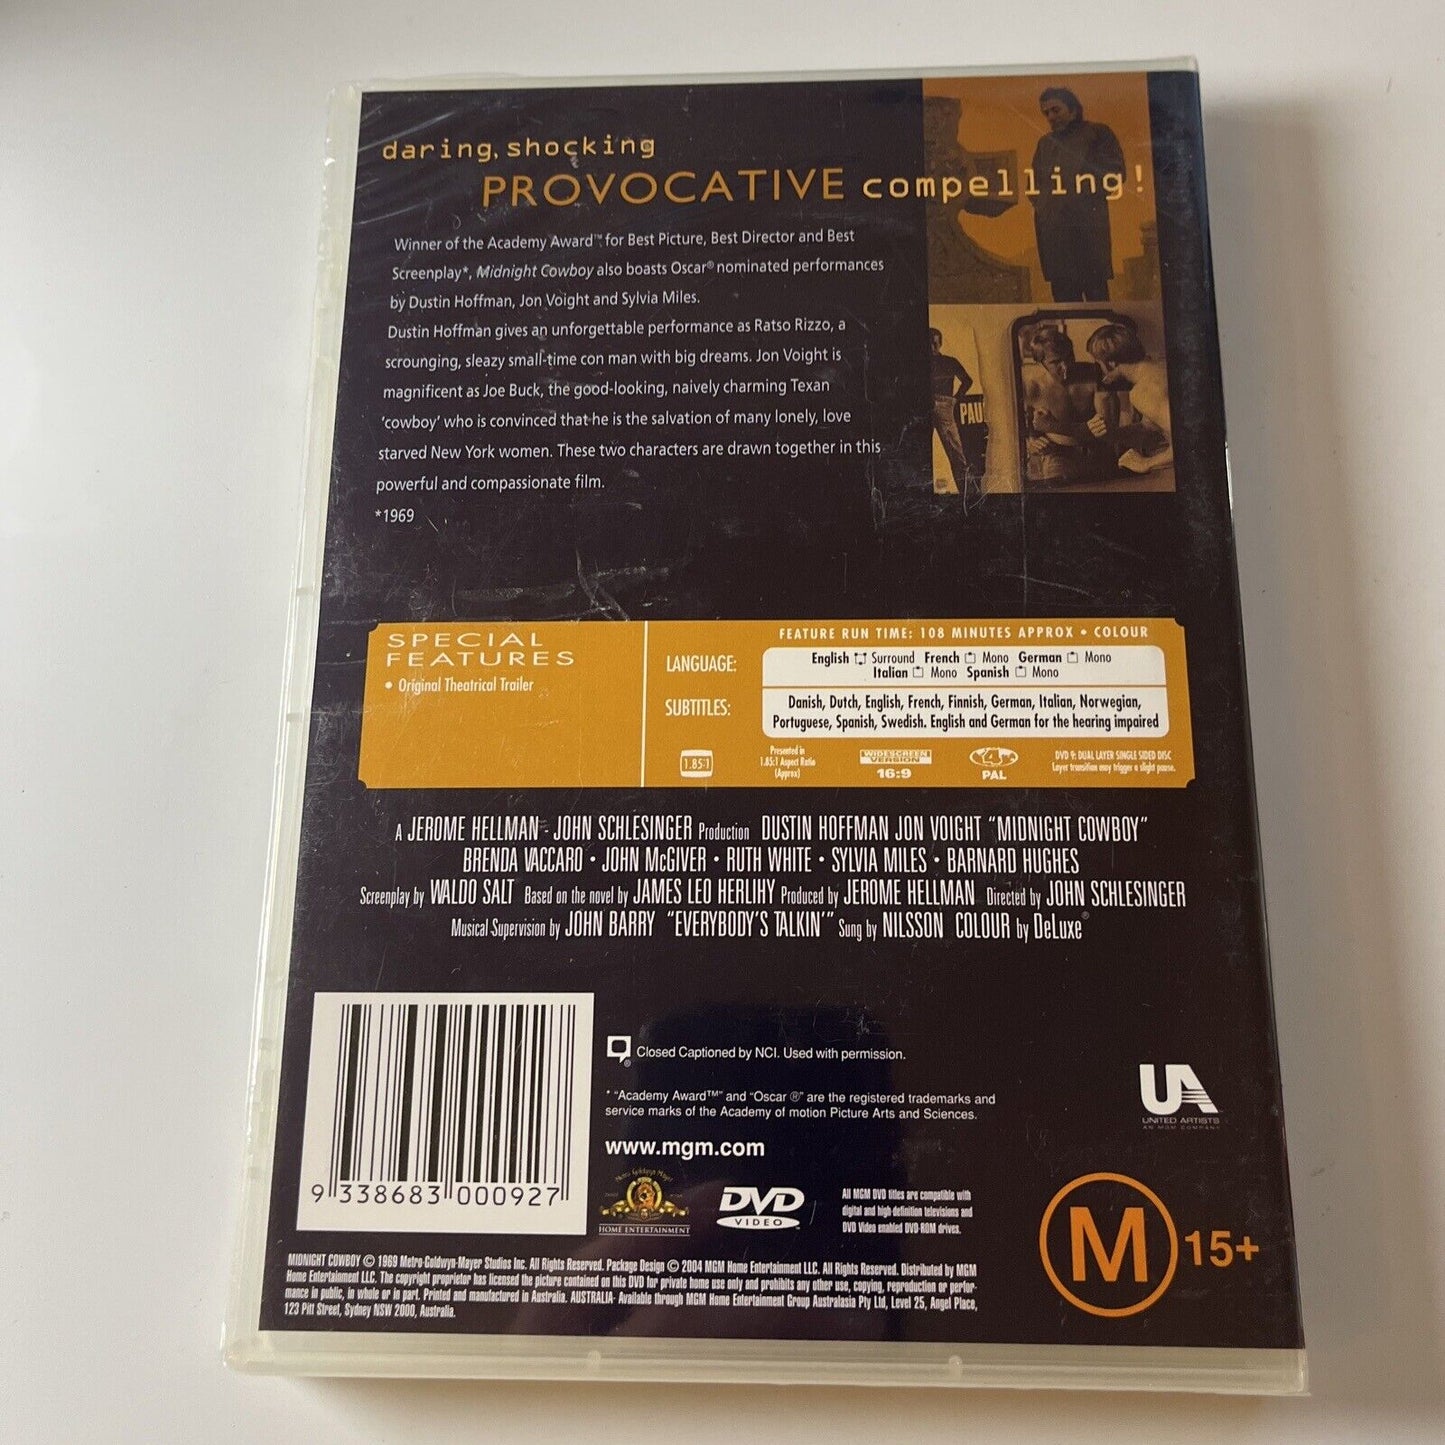 daring, shocking
PROVOCATIVE compelling!
Winner of the Academy Award™ for Best Picture, Best Director and Best
Screenplay*, Midnight Cowboy also boasts Oscar® nominated performances
by Dustin Hoffman, Jon Voight and Sylvia Miles.
Dustin Hoffman gives an unforgettable performance as Ratso Rizzo, a
scrounging, sleazy small-time con man with big dreams. Jon Voight is
magnificent as Joe Buck, the good-looking, naively charming Texan
'cowboy' who is convinced that he is the salvation of many lonely, love
starved New York women. These two characters are drawn together in this
powerful and compassionate film.
*1969
PAU
SPECIAL
FEATURES
• Original Theatrical Trailer
FEATURE RUN TIME: 108 MINUTES APPROX • COLOUR
LANGUAGE:
English Surround French Mono German Mono
Italian Mono Spanish Mono
SUBTITLES:
Danish, Dutch, English, French, Finnish, German, Italian, Norwegian,
Portuguese, Spanish, Swedish. English and German for the hearing impaired
1.85:1
Presented in
1.85:1 Aspect Ratio
(Approx)
WIDESCREEN
VERSION
16:9
4
PAL
DVD 9: DUAL LAYER SINGLE SIDED DISC
Layer transition may trigger a slight pause.
A JEROME HELLMAN - JOHN SCHLESINGER Production DUSTIN HOFFMAN JON VOIGHT "MIDNIGHT COWBOY"
BRENDA VACCARO • JOHN McGIVER • RUTH WHITE • SYLVIA MILES • BARNARD HUGHES
Screenplay by WALDO SALT Based on the novel by JAMES LEO HERLIHY Produced by JEROME HELLMAN Directed by JOHN SCHLESINGER
Musical Supervision by JOHN BARRY "EVERYBODY'S TALKIN'" Sung by NILSSON COLOUR by DeLuxe®
Closed Captioned by NCI. Used with permission.
* "Academy Award™" and "Oscar ®" are the registered trademarks and
service marks of the Academy of motion Picture Arts and Sciences.
www.mgm.com
UA
UNITED ARTISTS
AN MGM COMPANY
9 338683 000927
Metro Goldwyn Mayer
HOME ENTERTAINMENT
DVD
VIDEO
All MGM DVD titles are compatible with
digital and high definition televisions and
DVD Video enabled DVD-ROM drives.
M 15+
MIDNIGHT COWBOY © 1969 Metro-Goldwyn-Mayer Studios Inc. All Rights Reserved. Package Design © 2004 MGM Home Entertainment LLC. All Rights Reserved. Distributed by MGM
Home Entertainment LLC. The copyright proprietor has licensed the picture contained on this DVD for private home use only and prohibits any other use, copying, reproduction or perfor-
mance in public, in whole or in part. Printed and manufactured in Australia. AUSTRALIA- Available through MGM Home Entertainment Group Australasia Pty Ltd, Level 25, Angel Place,
123 Pitt Street, Sydney NSW 2000, Australia.